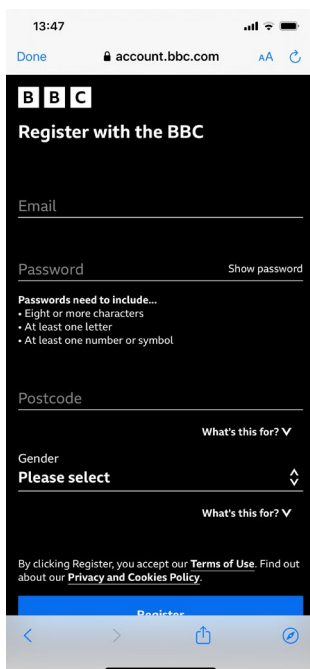 13:47
Done account.bbc.com AA
BBC
Register with the BBC
Email
Password Show password
Passwords need to include...
• Eight or more characters
• At least one letter
• At least one number or symbol
Postcode
What's this for?
Gender
Please select
What's this for?
By clicking Register, you accept our Terms of Use. Find out
about our Privacy and Cookies Policy.
Register